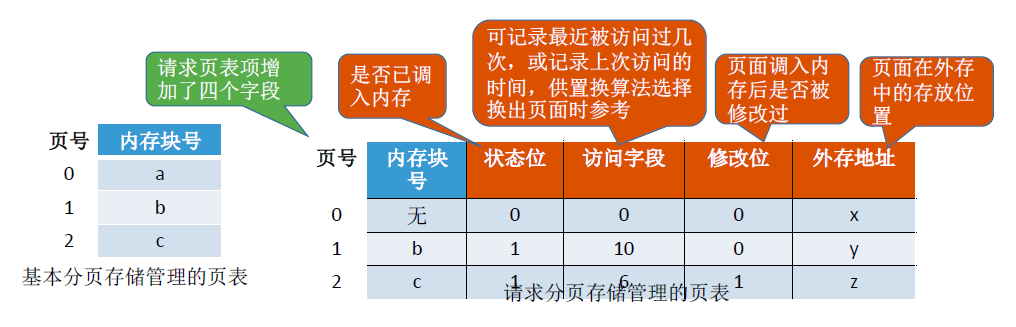 请求页表项增
加了四个字段
是否已调
入内存
可记录最近被访问过几
次，或记录上次访问的
时间，供置换算法选择
换出页面时参考
页面调入内
存后是否被
修改过
页面在外存
中的存放位
置
页号 内存块号
0 a
1 b
2 c
基本分页存储管理的页表
页号 内存块
号 状态位 访问字段 修改位 外存地址
0 无 0 0 0 x
1 b 1 10 0 y
2 c 1 6 1 z
请求分页存储管理的页表